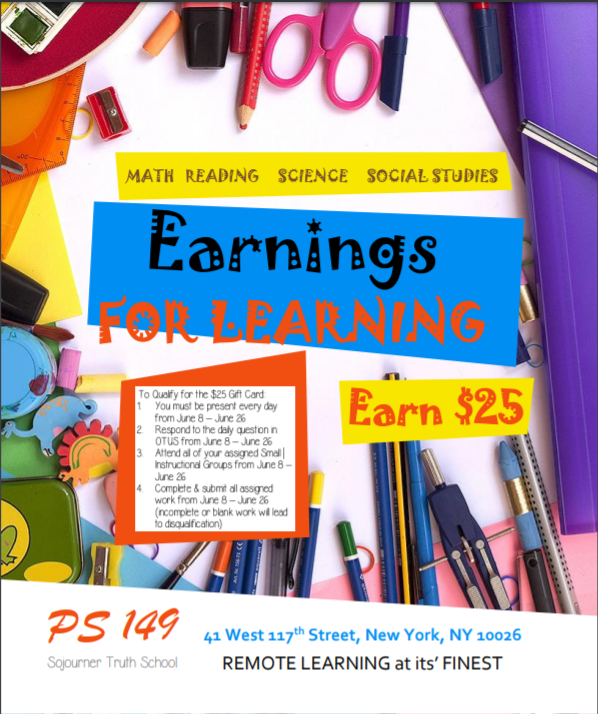 MATH READING SCIENCE SOCIAL STUDIES
Earnings
FOR LEARNING
To Qualify for the $25 Gift Card:
1. You must be present every day
from June 8 – June 26
2. Respond to the daily question in
OTUS from June 8 – June 26
3. Attend all of your assigned Small
Instructional Groups from June 8 –
June 26
4. Complete & submit all assigned
work from June 8 – June 26
(incomplete or blank work will lead
to disqualification)
Earn $25
PS 149
Sojourner Truth School
41 West 117th Street, New York, NY 10026
REMOTE LEARNING at its' FINEST